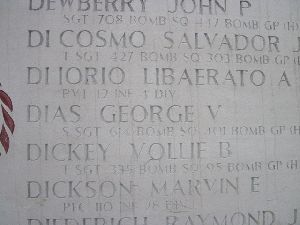 DEWBERRY JOHN P
SGT 708 BOMB SQ 447 BOMB GP (H)
DI COSMO SALVADOR J
T SGT 427 BOMB SQ 303 BOMB GP (H)
DI IORIO LIBAERATO A
PVT 12 INF 4 DIV
DIAS GEORGE V
S SGT 614 BOMB SQ 401 BOMB GP (H)
DICKEY VOLLIE B
T SGT 335 BOMB SQ 95 BOMB GP (H)
DICKSON MARVIN E
PFC 110 INF 28 DIV
DIEDERICH RAYMOND J